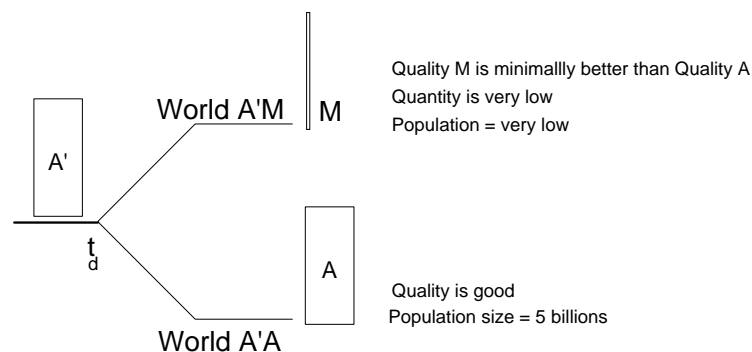 Quality M is minimallly better than Quality A
World A'M
M
Quantity is very low
Population = very low
A'
t
d
A
Quality is good
Population size = 5 billions
World A'A